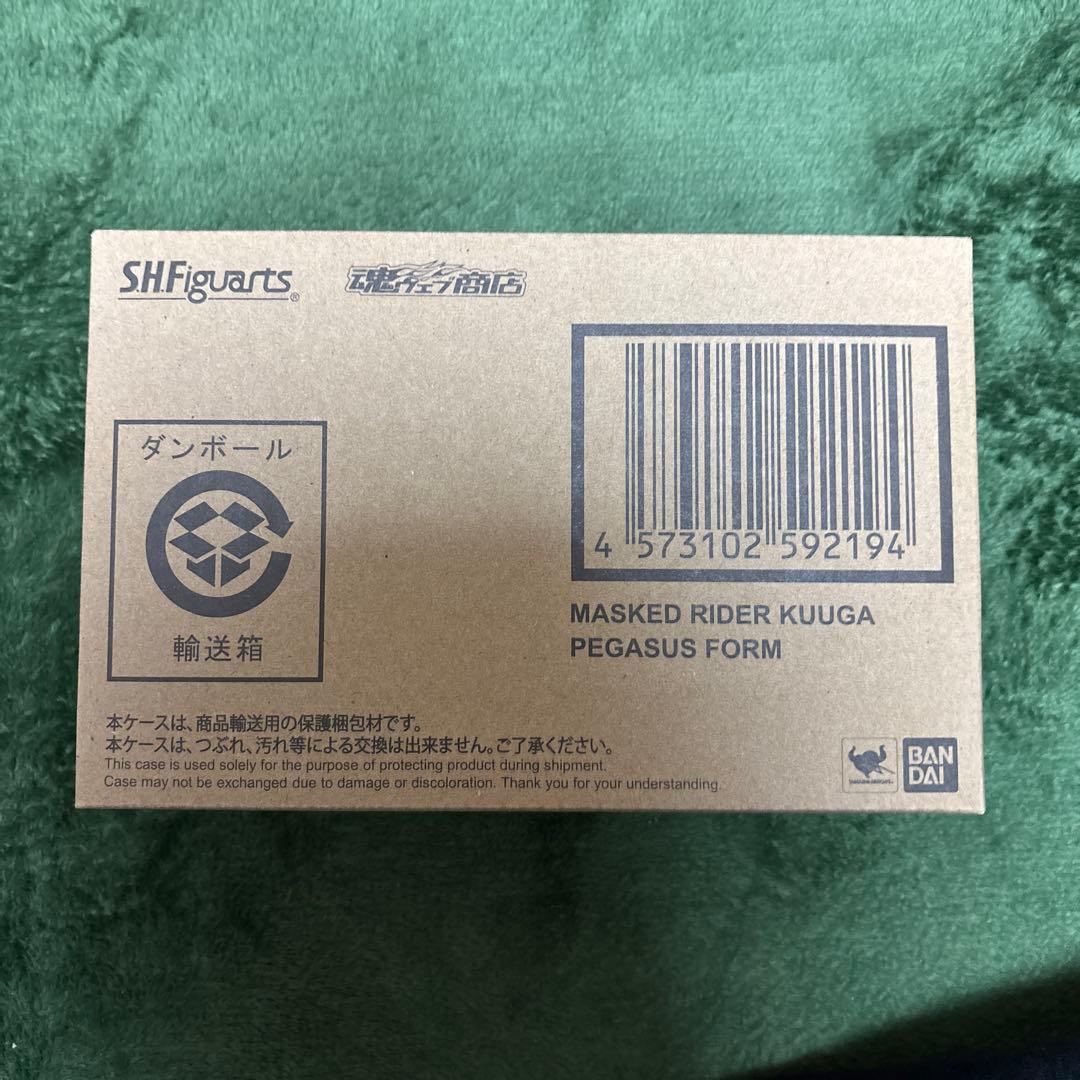 S.H.Figuarts®
魂ウェブ商店
4 573102 592194
MASKED RIDER KUUGA
PEGASUS FORM
ダンボール
輸送箱
本ケースは、商品輸送用の保護梱包材です。
本ケースは、つぶれ、汚れ等による交換は出来ません。ご了承ください。
This case is used solely for the purpose of protecting product during shipment.
Case may not be exchanged due to damage or discoloration. Thank you for your understanding.
BAN
DAI